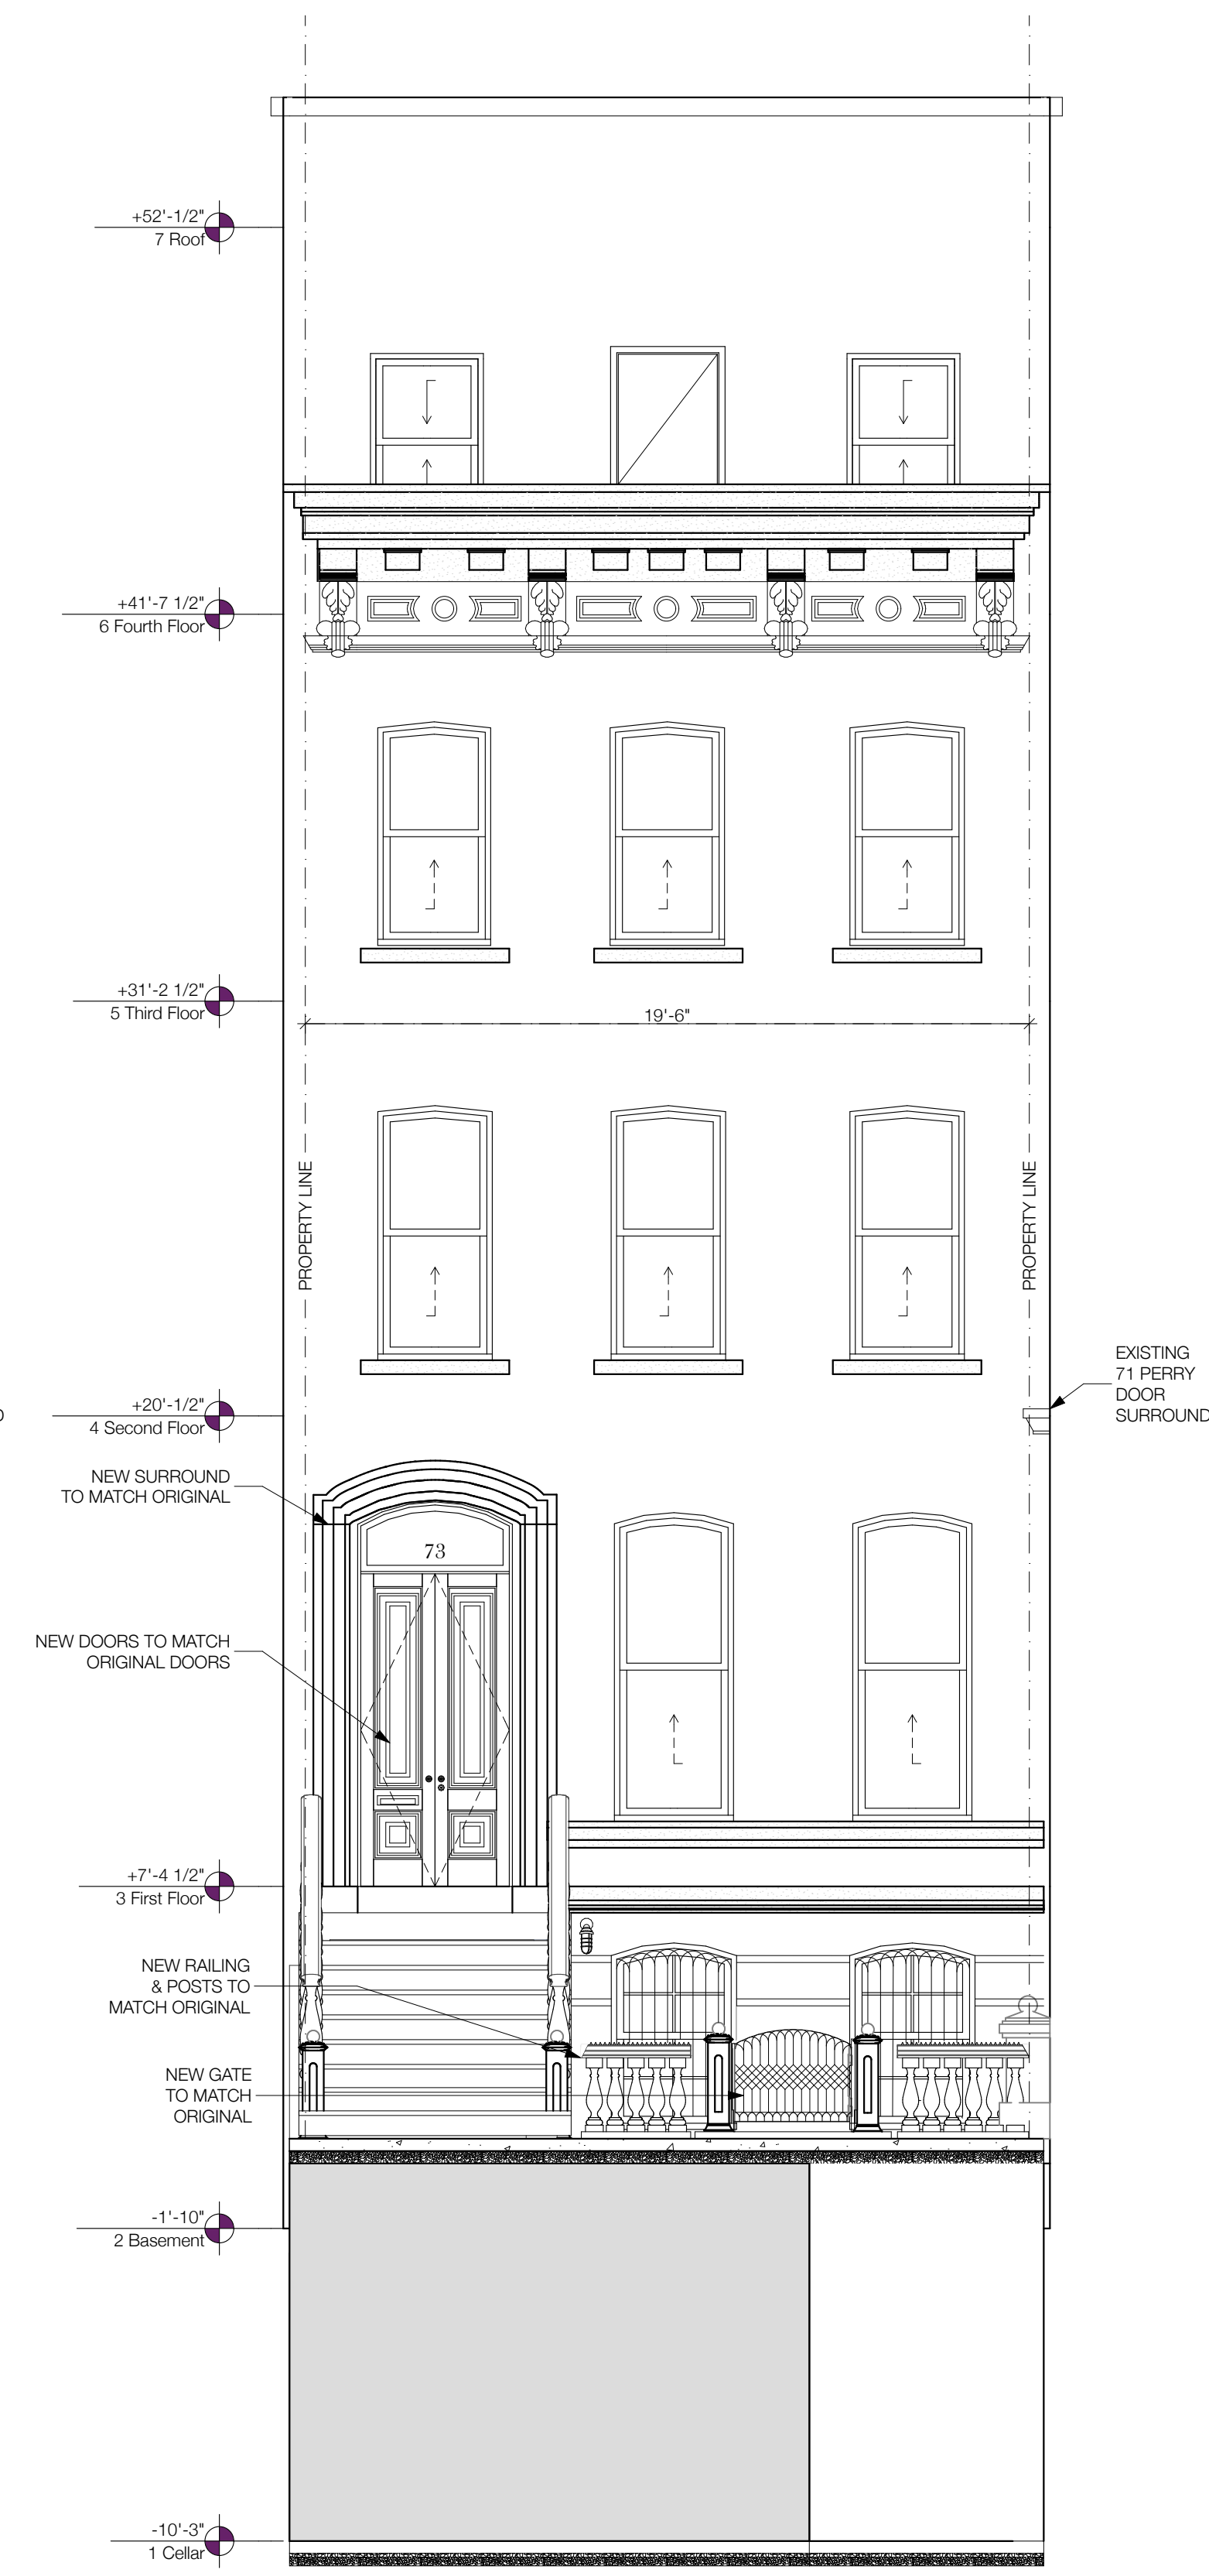 +52'-1/2"
7 Roof
+41'-7 1/2"
6 Fourth Floor
+31'-2 1/2"
5 Third Floor
19'-6"
PROPERTY LINE
PROPERTY LINE
EXISTING
71 PERRY
DOOR
SURROUND
+20'-1/2"
4 Second Floor
NEW SURROUND
TO MATCH ORIGINAL
73
NEW DOORS TO MATCH
ORIGINAL DOORS
+7'-4 1/2"
3 First Floor
NEW RAILING
& POSTS TO
MATCH ORIGINAL
NEW GATE
TO MATCH
ORIGINAL
-1'-10"
2 Basement
-10'-3"
1 Cellar